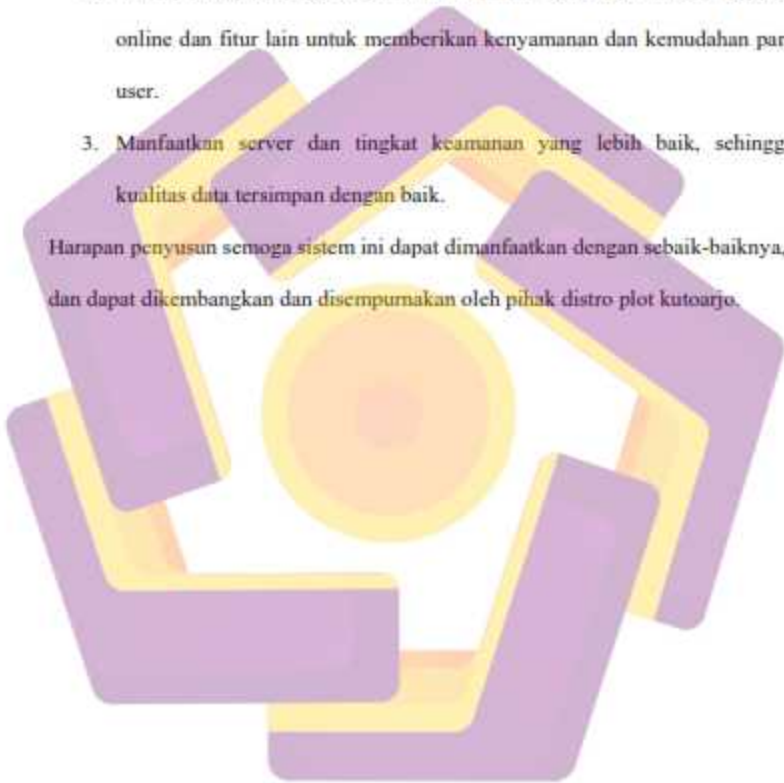 online dan fitur lain untuk memberikan kenyamanan dan kemudahan par
user.
3. Manfaatkan server dan tingkat keamanan yang lebih baik, sehingg
kualitas data tersimpan dengan baik.
Harapan penyusun semoga sistem ini dapat dimanfaatkan dengan sebaik-baiknya,
dan dapat dikembangkan dan disempurnakan oleh pihak distro plot kutoarjo.